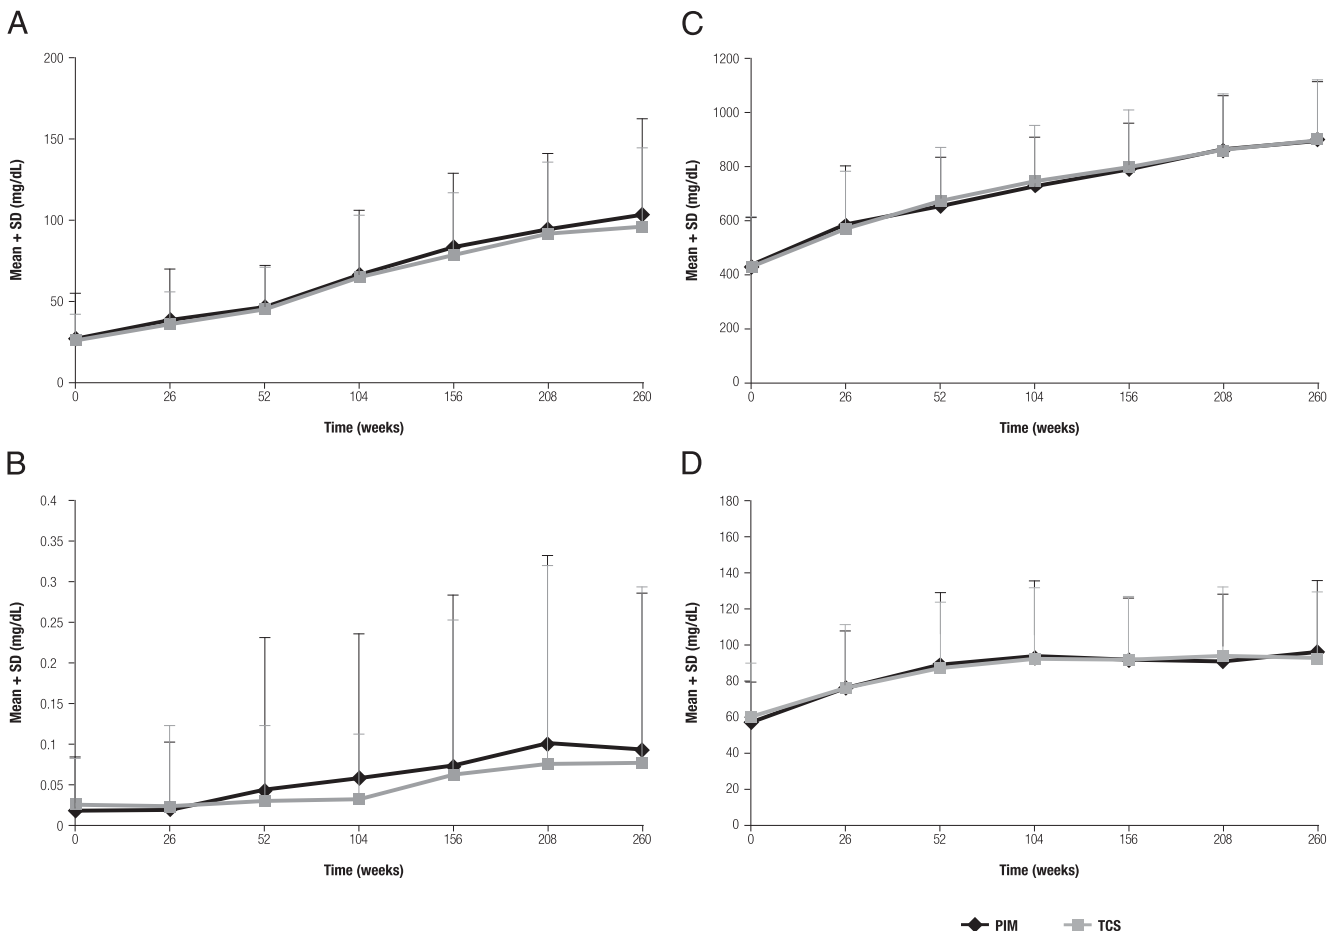 A
200
150
100
50
0
Mean + SD (mg/dL)
0 26 52 104 156 208 260
Time (weeks)
C
1200
1000
800
600
400
200
0
Mean + SD (mg/dL)
0 26 52 104 156 208 260
Time (weeks)
B
0.4
0.35
0.3
0.25
0.2
0.15
0.1
0.05
0
Mean + SD (mg/dL)
0 26 52 104 156 208 260
Time (weeks)
D
180
160
140
120
100
80
60
40
20
0
Mean + SD (mg/dL)
0 26 52 104 156 208 260
Time (weeks)
PIM TCS